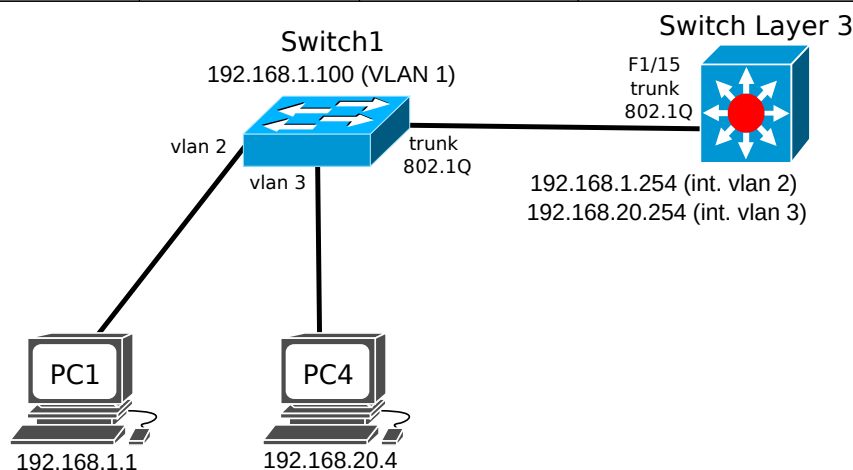 Switch Layer 3
Switch1
192.168.1.100 (VLAN 1)
F1/15
trunk
802.1Q
vlan 2
trunk
802.1Q
vlan 3
192.168.1.254 (int. vlan 2)
192.168.20.254 (int. vlan 3)
PC1
PC4
192.168.1.1
192.168.20.4